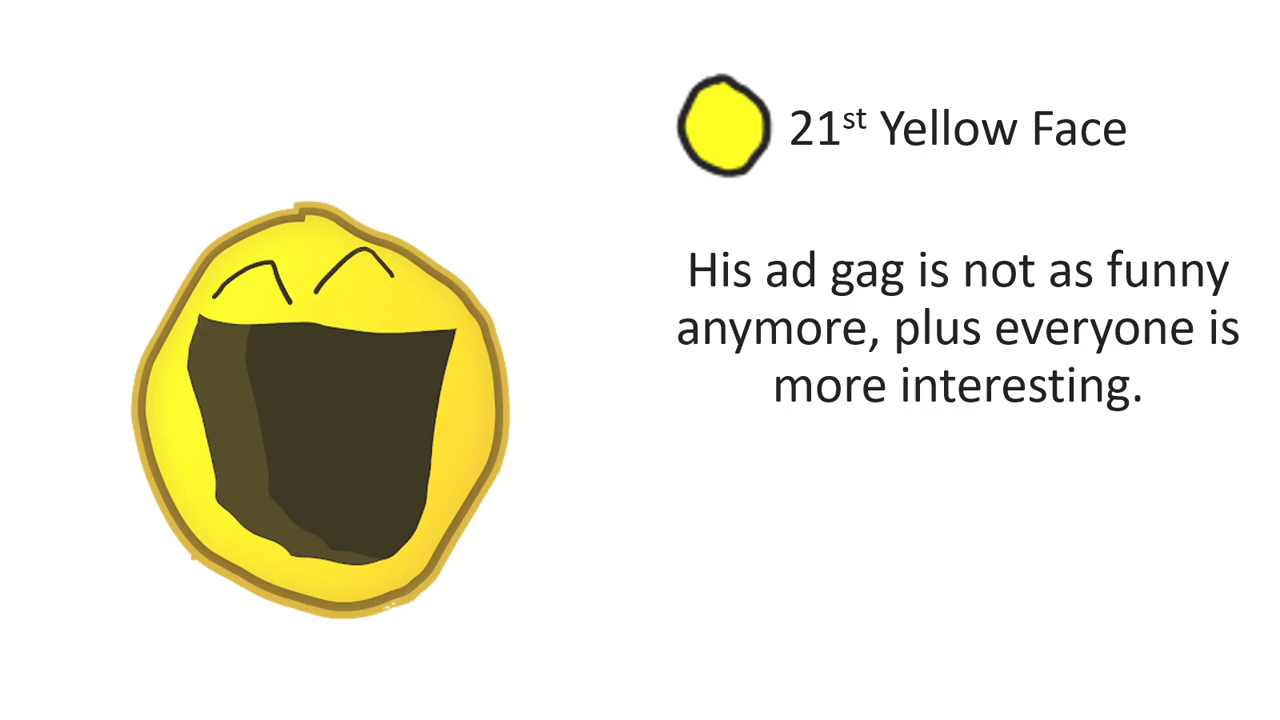 21st Yellow Face
His ad gag is not as funny
anymore, plus everyone is
more interesting.